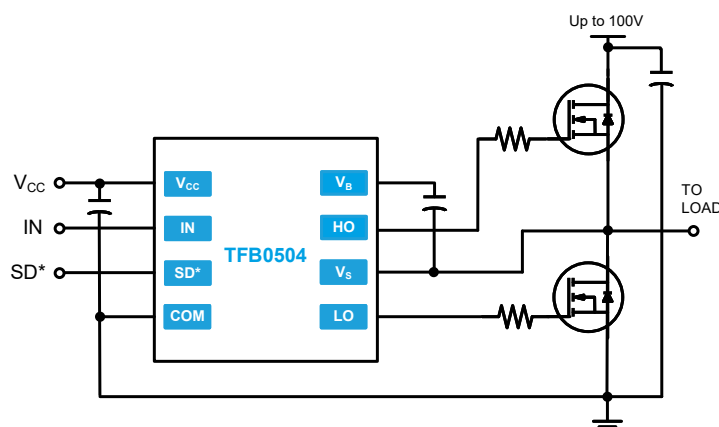 Up to 100V
VCC
IN
SD*
VCC
IN
SD*
COM
TFB0504
VB
HO
VS
LO
TO
LOAD